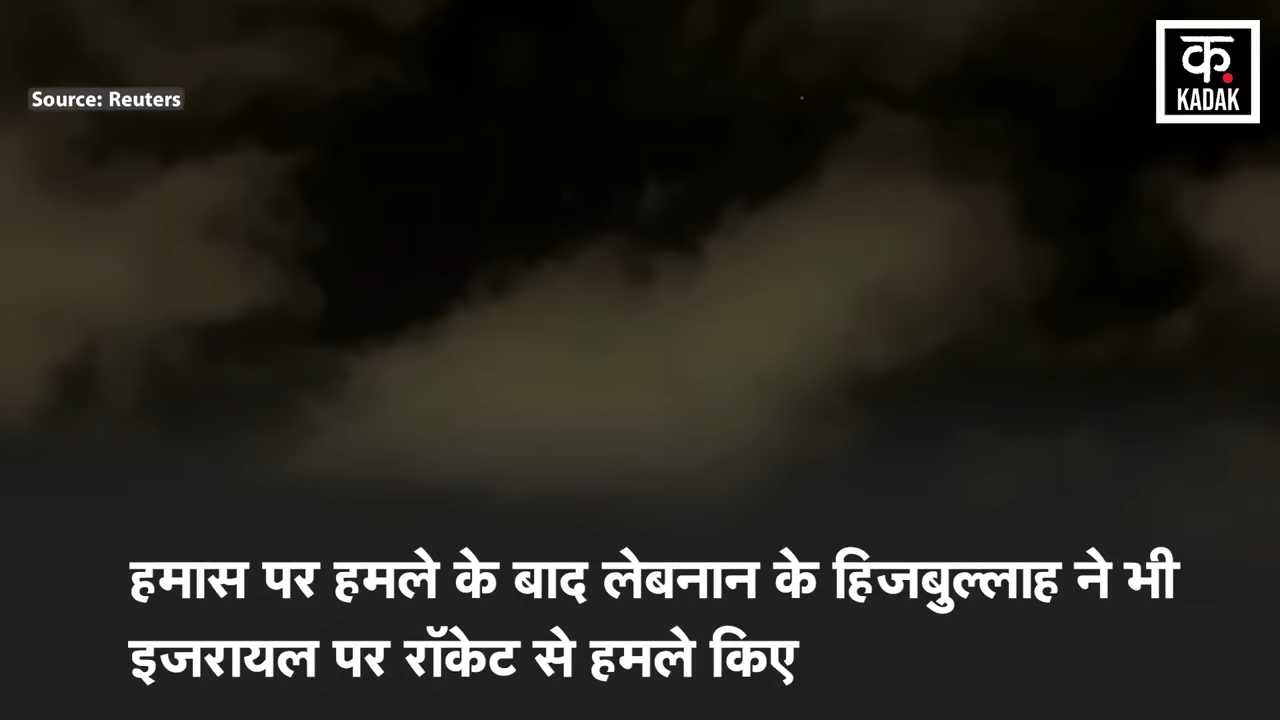 Source: Reuters
क.
KADAK
हमास पर हमले के बाद लेबनान के हिजबुल्लाह ने भी
इजरायल पर रॉकेट से हमले किए